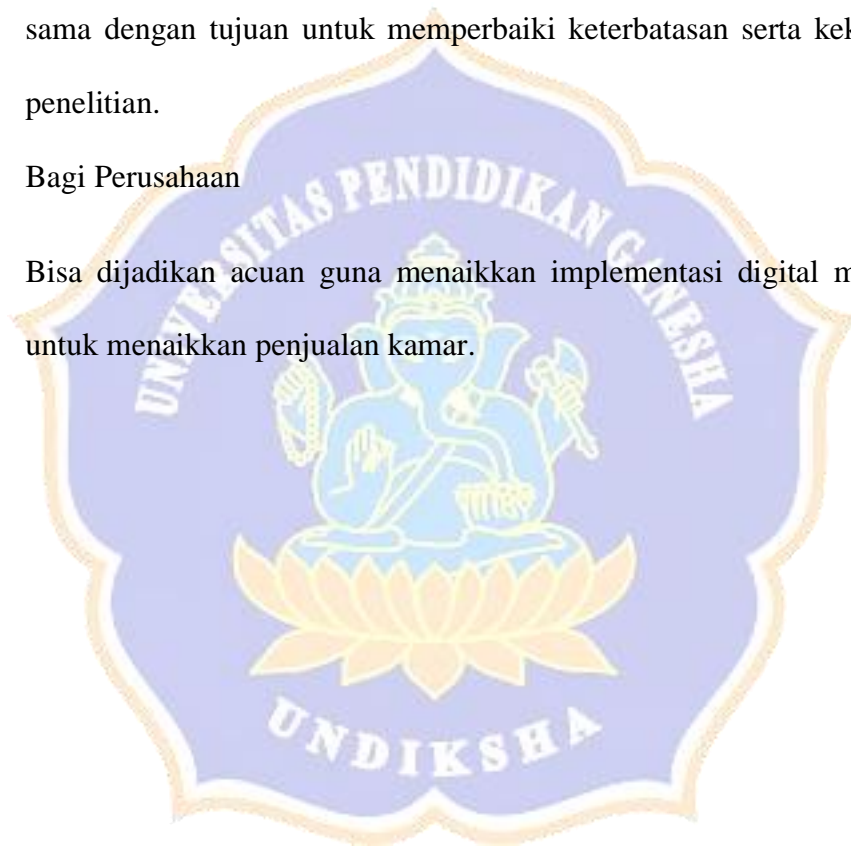 sama dengan tujuan untuk memperbaiki keterbatasan serta
penelitian.
Bagi Perusahaan
UNIVERSITAS PENDIDIKAN GANESHA
Bisa dijadikan acuan guna menaikkan implementasi digital
untuk menaikkan penjualan kamar.
UNDIKSHA